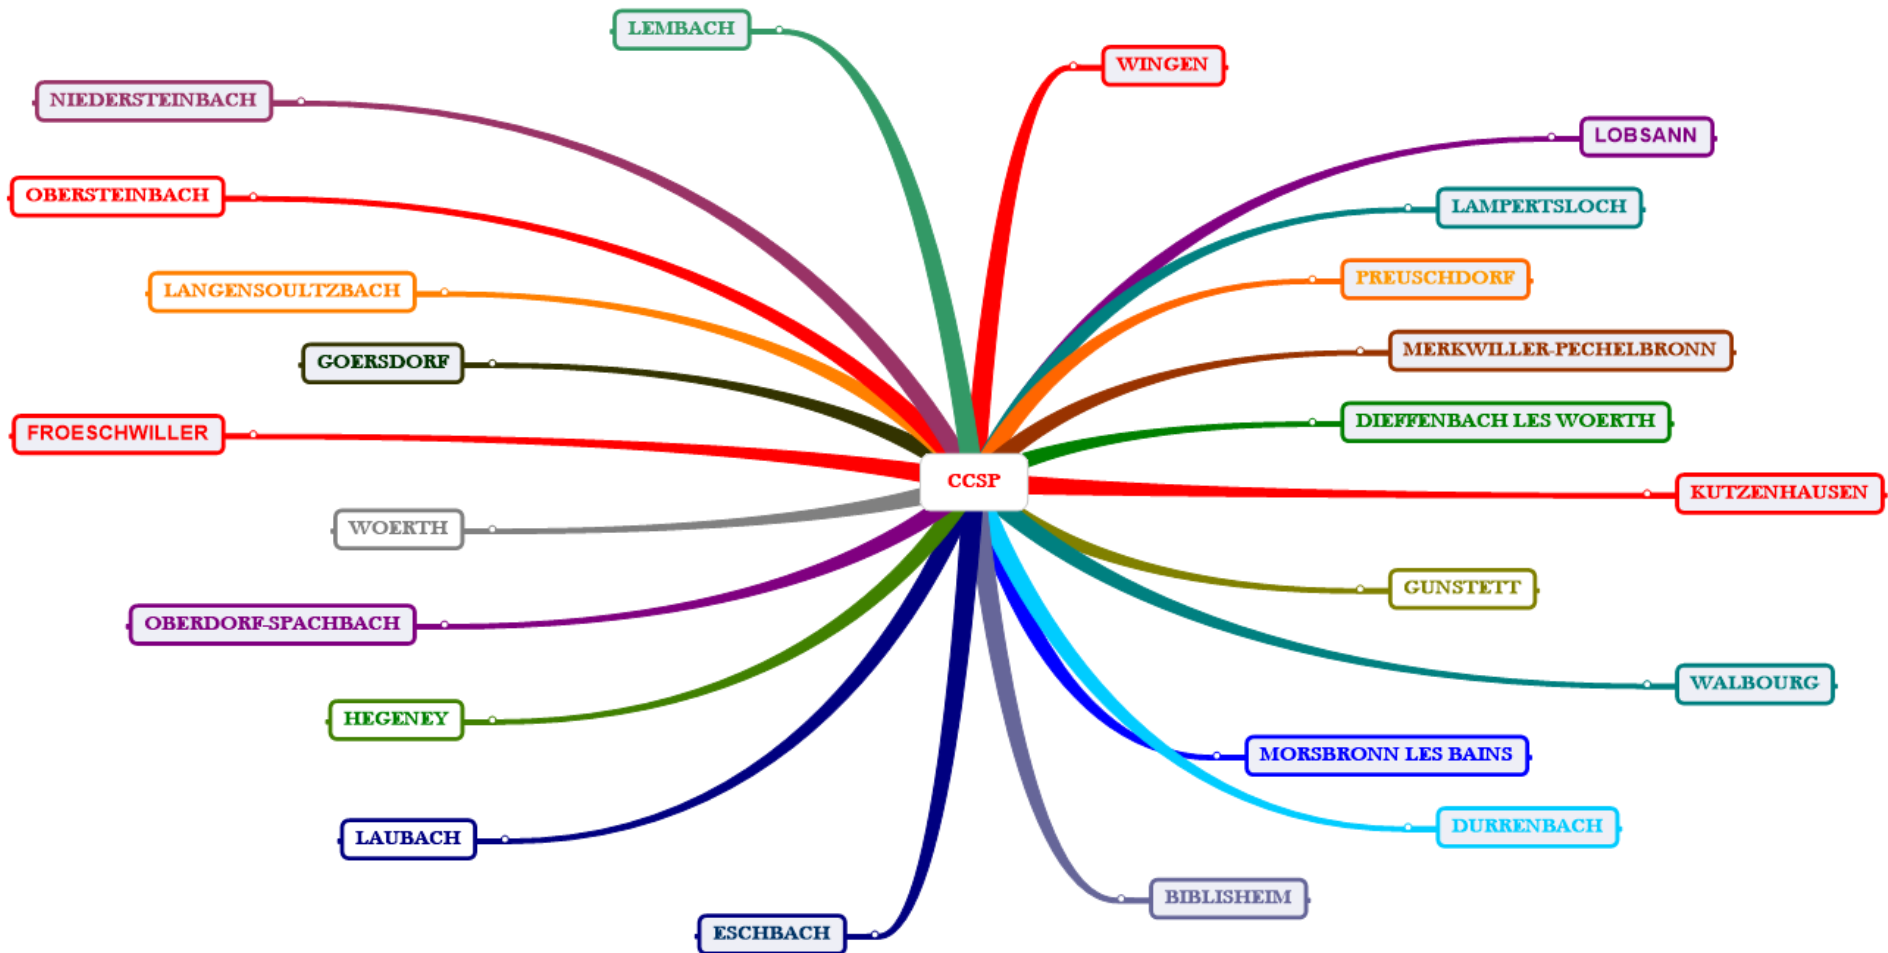 LEMBACH
WINGEN
NIEDERSTEINBACH
LOBSANN
OBERSTEINBACH
LAMPERTSLOCH
LANGENSOULTZBACH
PREUSCHDORF
GOERSDORF
MERKWILLER-PECHELBRONN
FROESCHWILLER
DIEFFENBACH LES WOERTH
CCSP
KUTZENHAUSEN
WOERTH
GUNSTETT
OBERDORF-SPACHBACH
WALBOURG
HEGENEY
MORSBRONN LES BAINS
LAUBACH
DURRENBACH
BIBLISHEIM
ESCHBACH